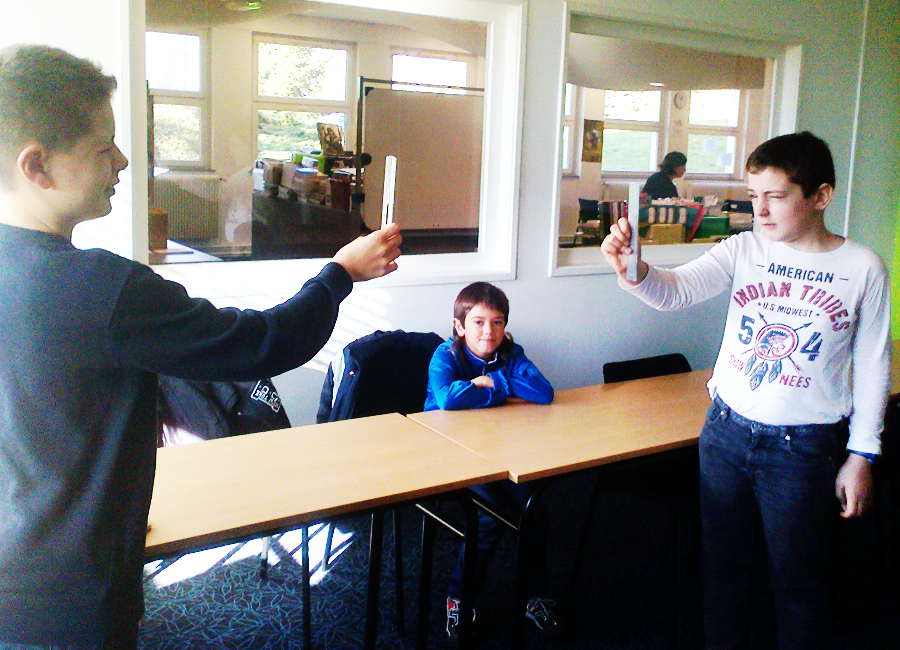 AMERICAN
INDIAN TRIBES
U.S MIDWEST
54
NEES